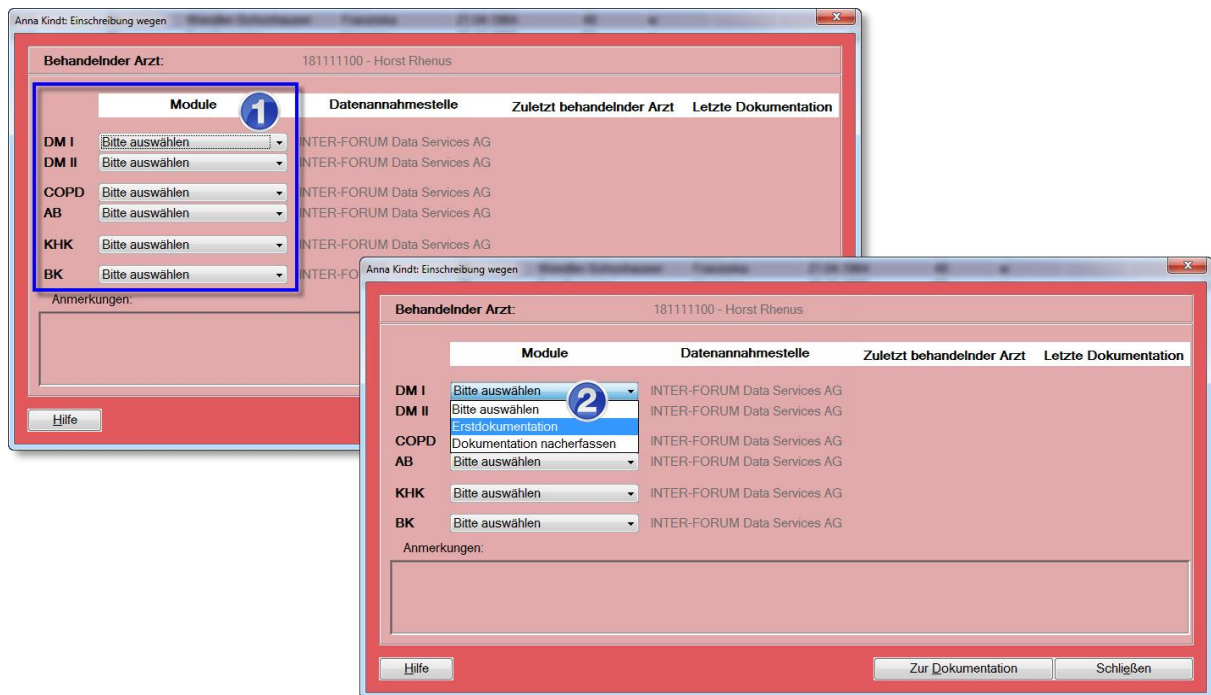 Anna Kindt: Einschreibung wegen
Behandelnder Arzt: 181111100 - Horst Rhenus
Module Datenannahmestelle Zuletzt behandelnder Arzt Letzte Dokumentation
1
DM I Bitte auswählen INTER-FORUM Data Services AG
DM II Bitte auswählen INTER-FORUM Data Services AG
COPD Bitte auswählen INTER-FORUM Data Services AG
AB Bitte auswählen INTER-FORUM Data Services AG
KHK Bitte auswählen INTER-FORUM Data Services AG
BK Bitte auswählen INTER-FO
Anmerkungen:
Hilfe
Anna Kindt: Einschreibung wegen
Behandelnder Arzt: 181111100 - Horst Rhenus
Module Datenannahmestelle Zuletzt behandelnder Arzt Letzte Dokumentation
DM I Bitte auswählen INTER-FORUM Data Services AG
2
DM II Bitte auswählen INTER-FORUM Data Services AG
Erstdokumentation
COPD Dokumentation nacherfassen INTER-FORUM Data Services AG
AB Bitte auswählen INTER-FORUM Data Services AG
KHK Bitte auswählen INTER-FORUM Data Services AG
BK Bitte auswählen INTER-FORUM Data Services AG
Anmerkungen:
Hilfe Zur Dokumentation Schließen